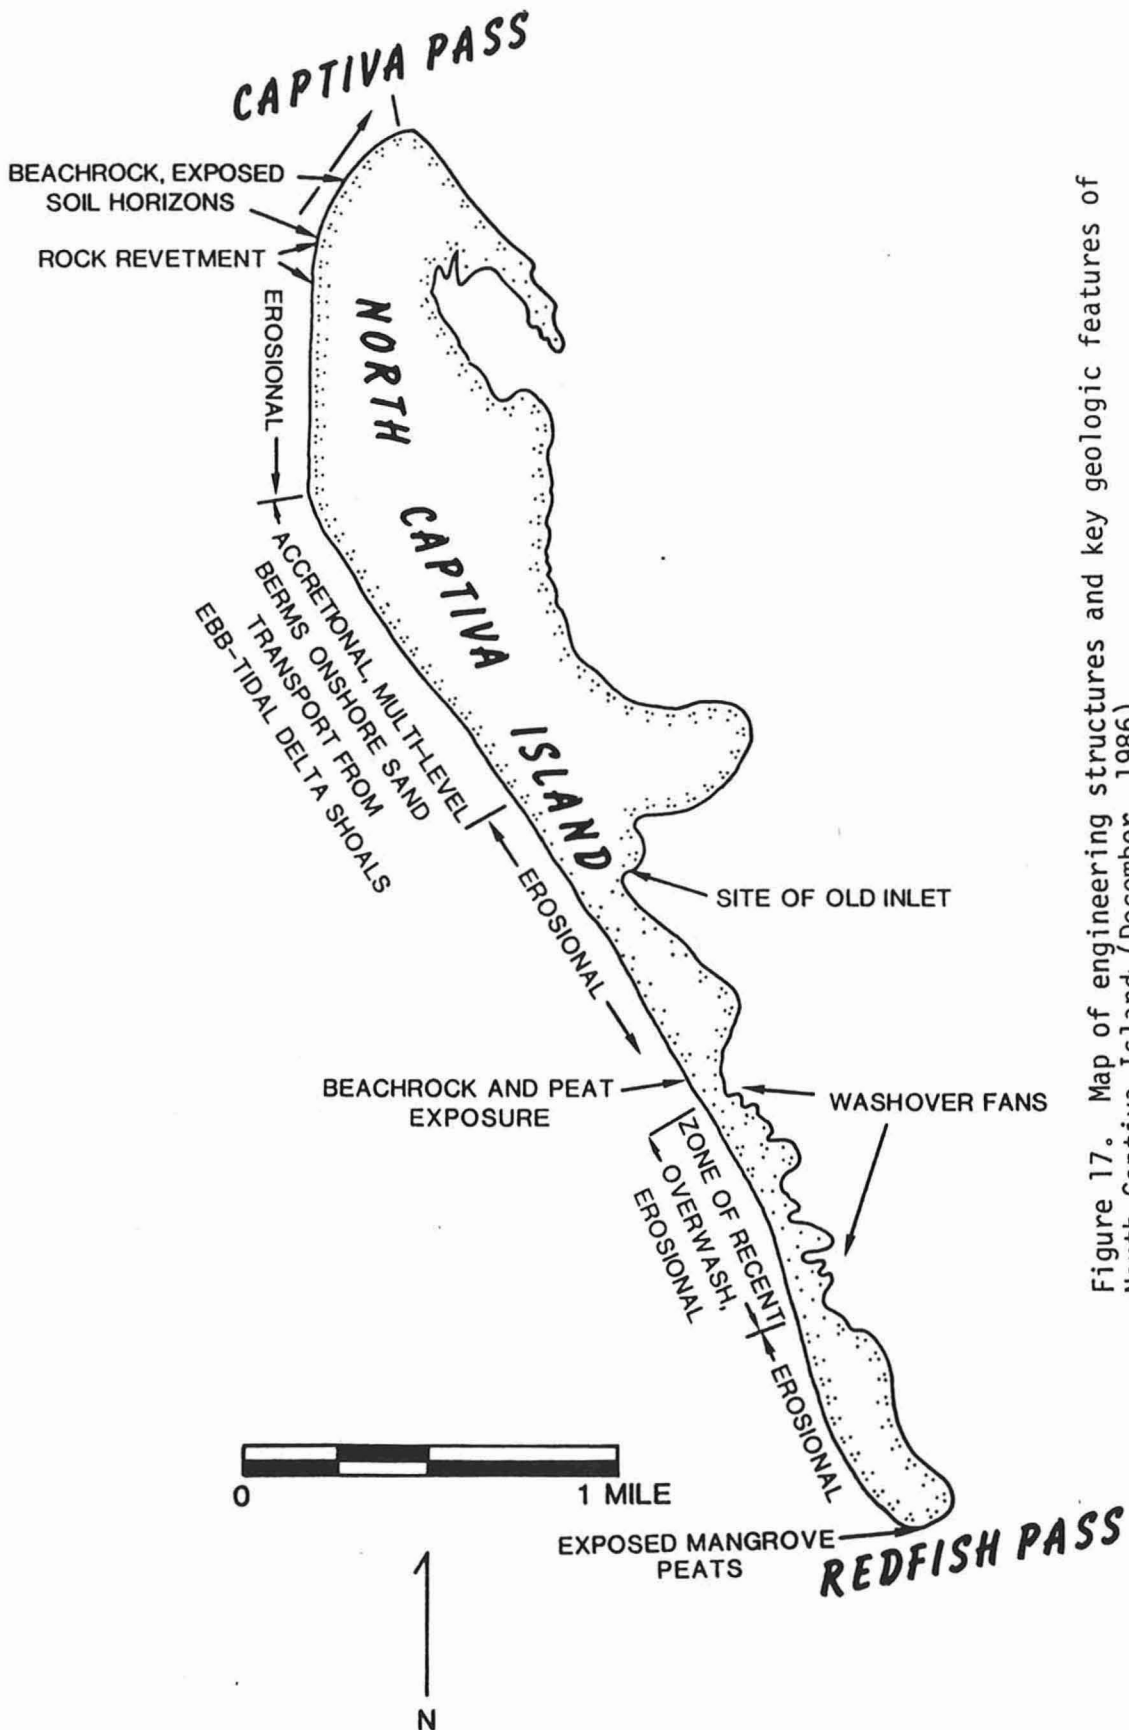 CAPTIVA PASS
BEACHROCK, EXPOSED
SOIL HORIZONS
ROCK REVETMENT
EROSIONAL
NORTH CAPTIVA ISLAND
ACCRETIONAL, MULTI-LEVEL
BERMS ONSHORE SAND
TRANSPORT FROM
EBB-TIDAL DELTA SHOALS
EROSIONAL
SITE OF OLD INLET
BEACHROCK AND PEAT
EXPOSURE
WASHOVER FANS
ZONE OF RECENT
OVERWASH,
EROSIONAL
EROSIONAL
0 1 MILE
EXPOSED MANGROVE
PEATS
REDFISH PASS
N
Figure 17. Map of engineering structures and key geologic features of
North Captiva Island (December, 1986)